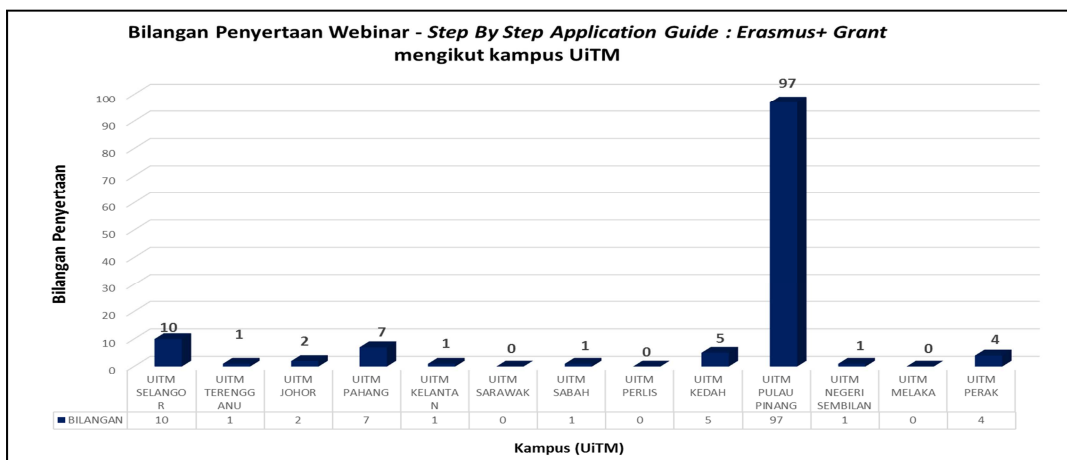 Bilangan Penyertaan Webinar - Step By Step Application Guide : Erasmus+ Grant
mengikut kampus UiTM
Bilangan Penyertaan
100
90
80
70
60
50
40
30
20
10
0
10 1 2 7 1 0 1 0 5 97 1 0 4
UITM SELANGOR
UITM TERENGGANU
UITM JOHOR
UITM PAHANG
UITM KELANTAN
UITM SARAWAK
UITM SABAH
UITM PERLIS
UITM KEDAH
UITM PULAU PINANG
UITM NEGERI SEMBILAN
UITM MELAKA
UITM PERAK
BILANGAN 10 1 2 7 1 0 1 0 5 97 1 0 4
Kampus (UiTM)